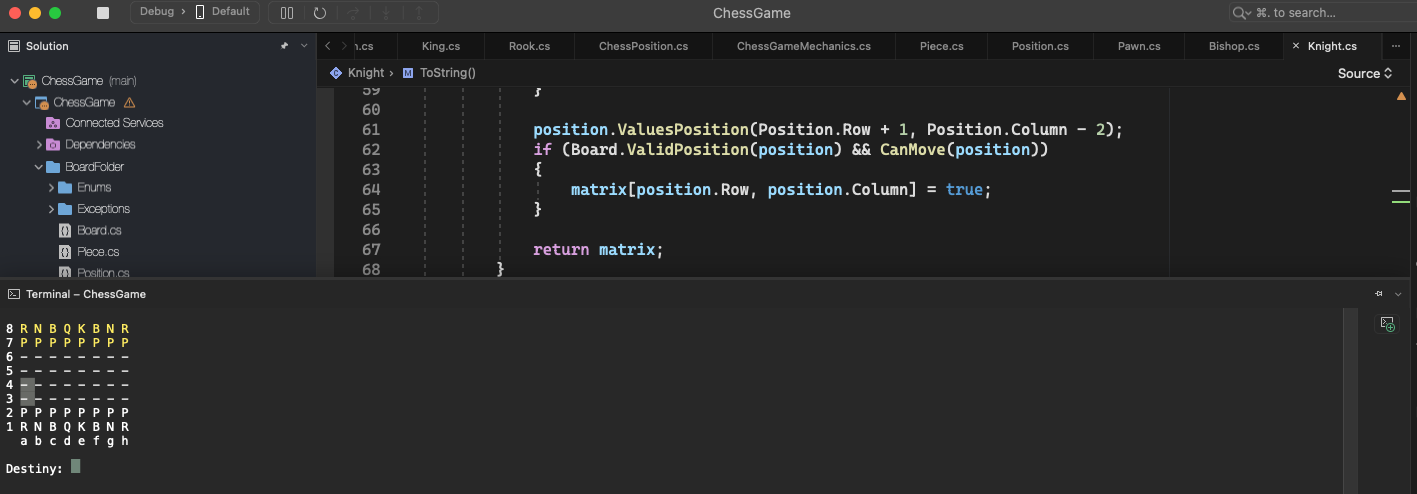 Debug > Default
ChessGame
⌘. to search...
Solution
ChessGame (main)
ChessGame
Connected Services
Dependencies
BoardFolder
Enums
Exceptions
Board.cs
Piece.cs
Position.cs
n.cs King.cs Rook.cs ChessPosition.cs ChessGameMechanics.cs Piece.cs Position.cs Pawn.cs Bishop.cs × Knight.cs ...
Knight > M ToString()
Source
59 }
60
61 position.ValuesPosition(Position.Row + 1, Position.Column - 2);
62 if (Board.ValidPosition(position) && CanMove(position))
63 {
64 matrix[position.Row, position.Column] = true;
65 }
66
67 return matrix;
68 }
Terminal – ChessGame
8 R N B Q K B N R
7 P P P P P P P P
6 - - - - - - - -
5 - - - - - - - -
4 - - - - - - - -
3 - - - - - - - -
2 P P P P P P P P
1 R N B Q K B N R
a b c d e f g h
Destiny: